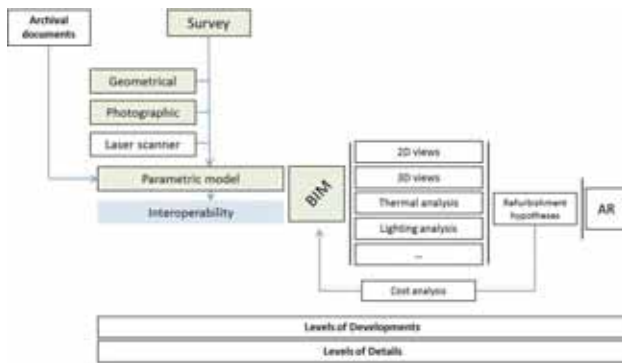 Archival
documents
Survey
Geometrical
Photographic
Laser scanner
Parametric model
Interoperability
BIM
2D views
3D views
Thermal analysis
Lighting analysis
...
Refurbishment
hypotheses
AR
Cost analysis
Levels of Developments
Levels of Details